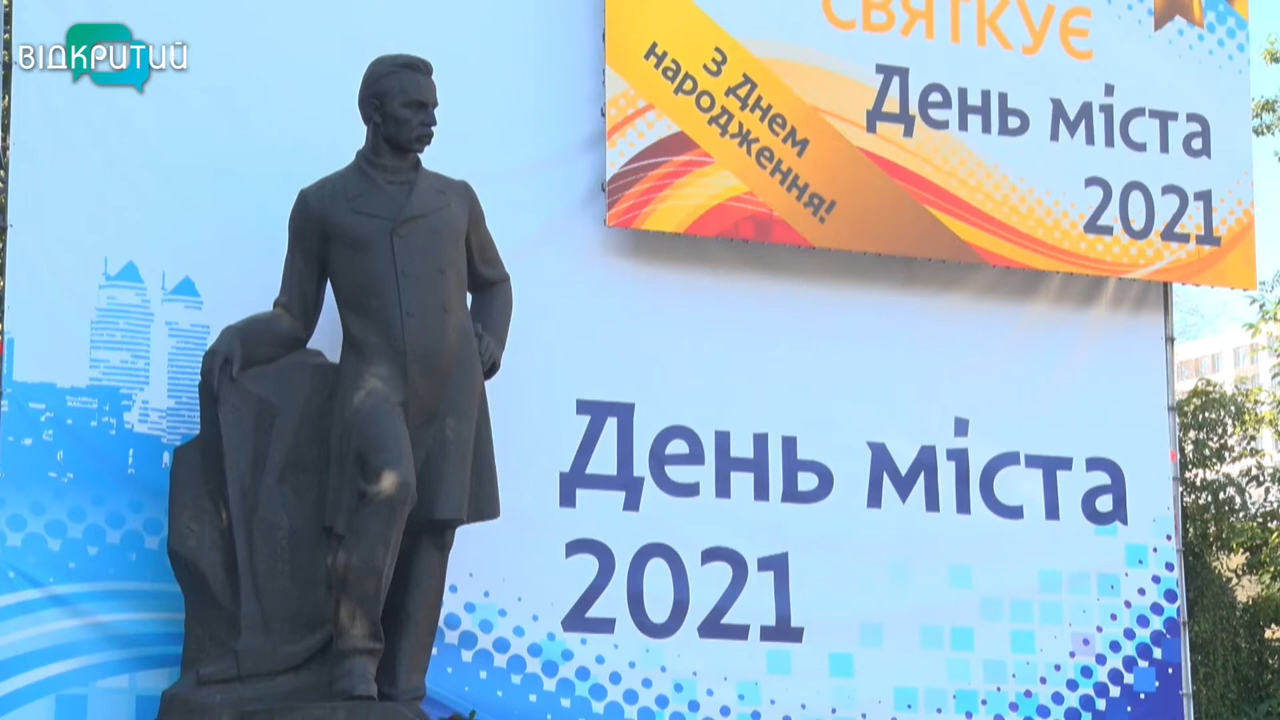 ВІДКРИТИЙ
СВЯТКУЄ
День міста
2021
З Днем
народження!
День міста
2021